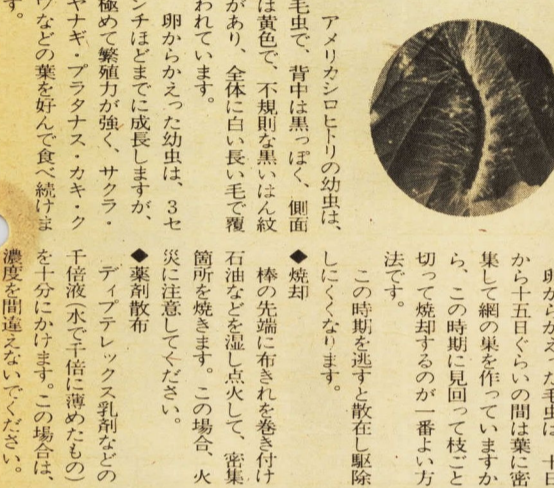 アメリカシロヒトリの幼虫は、
毛虫で、背中は黒っぽく、側面
は黄色で、不規則な黒いはん紋
があり、全体に白い長い毛で覆
われています。
卵からかえった幼虫は、3セ
ンチほどまでに成長しますが、
極めて繁殖力が強く、サクラ・
ヤナギ・プラタナス・カキ・ク
ワなどの葉を好んで食べ続けま
す。
卵からかえった毛虫は、十日
から十五日ぐらいの間は葉に密
集して網の巣を作っていますか
ら、この時期に見回って枝ごと
切って焼却するのが一番よい方
法です。
この時期を逃すと散在し駆除
しにくくなります。
◆焼却
棒の先端に布きれを巻き付け
石油などを湿し点火して、密集
箇所を焼きます。この場合、火
災に注意してください。
◆薬剤散布
ディプテレックス乳剤などの
千倍液(水で千倍に薄めたもの)
を十分にかけます。この場合は、
濃度を間違えないでください。